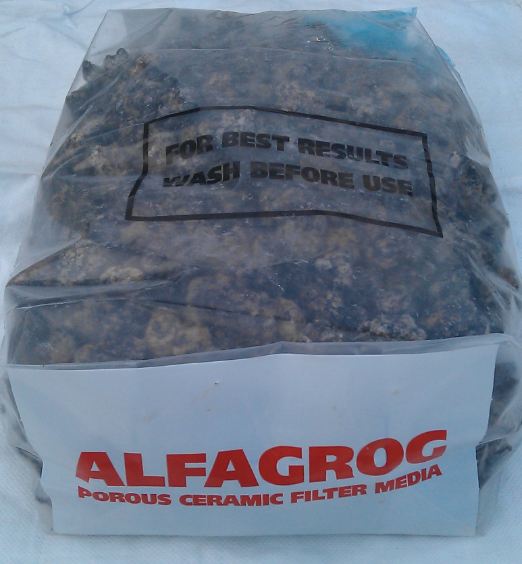 FOR BEST RESULTS
WASH BEFORE USE
ALFAGROG
POROUS CERAMIC FILTER MEDIA